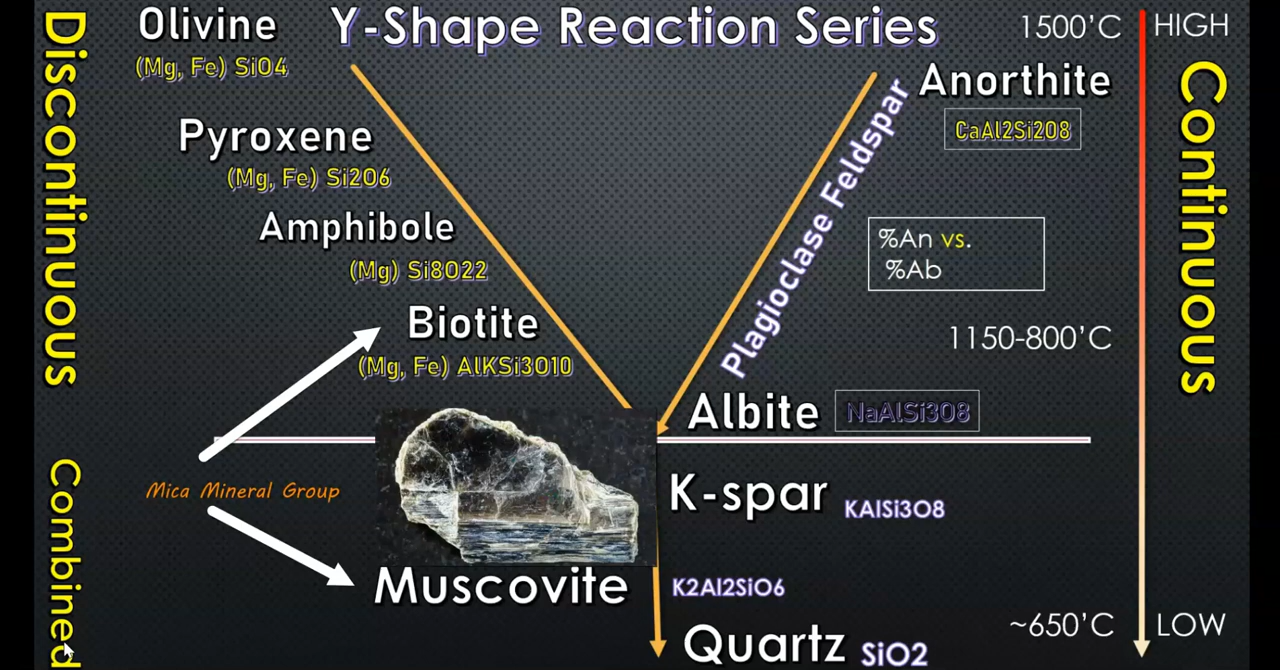 Y-Shape Reaction Series
Discontinuous
Olivine
(Mg, Fe) SiO4
Pyroxene
(Mg, Fe) Si2O6
Amphibole
(Mg) Si8O22
Biotite
(Mg, Fe) AlKSi3O10
Plagioclase Feldspar
Anorthite
CaAl2Si2O8
%An vs.
%Ab
Albite
NaAlSi3O8
1500'C
HIGH
Continuous
1150-800'C
Combined
Mica Mineral Group
K-spar
KAlSi3O8
Muscovite
K2Al2SiO6
Quartz
SiO2
~650'C
LOW